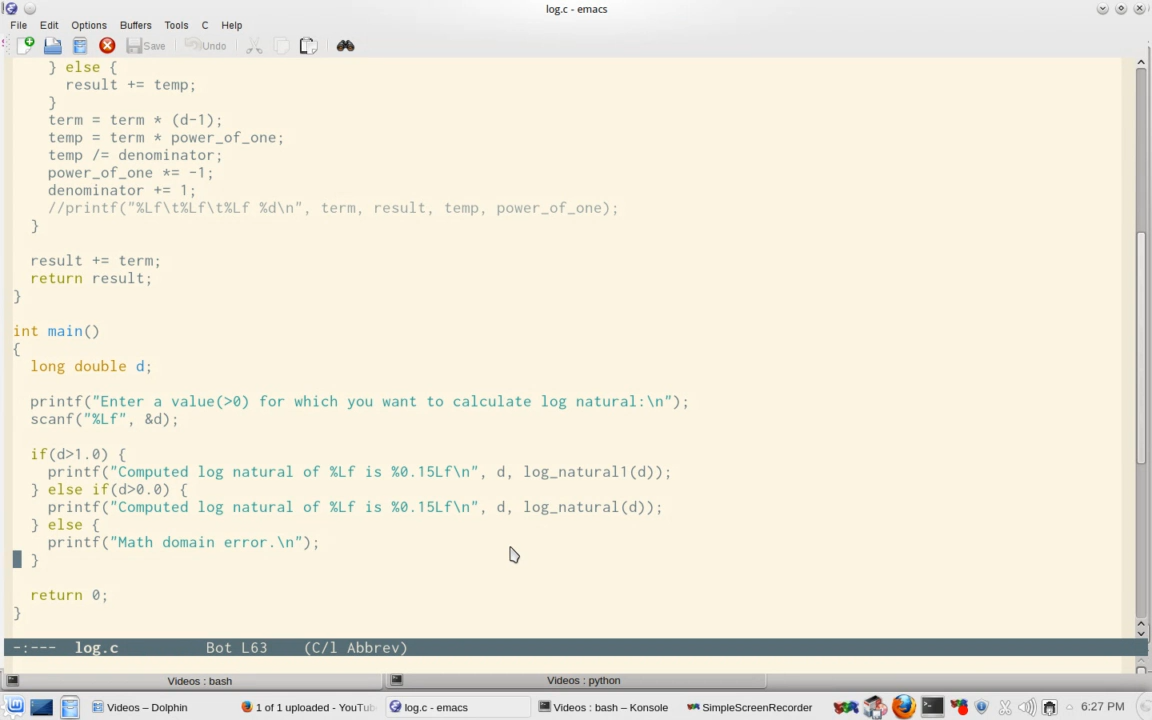 log.c - emacs
File Edit Options Buffers Tools C Help
Save Undo
} else {
result += temp;
}
term = term * (d-1);
temp = term * power_of_one;
temp /= denominator;
power_of_one *= -1;
denominator += 1;
//printf("%Lf\t%Lf\t%Lf %d\n", term, result, temp, power_of_one);
}
result += term;
return result;
}
int main()
{
long double d;
printf("Enter a value(>0) for which you want to calculate log natural:\n");
scanf("%Lf", &d);
if(d>1.0) {
printf("Computed log natural of %Lf is %0.15Lf\n", d, log_natural1(d));
} else if(d>0.0) {
printf("Computed log natural of %Lf is %0.15Lf\n", d, log_natural(d));
} else {
printf("Math domain error.\n");
}
return 0;
}
-:--- log.c Bot L63 (C/l Abbrev)
Videos : bash Videos : python
Videos – Dolphin 1 of 1 uploaded - YouTu log.c - emacs Videos : bash – Konsole SimpleScreenRecorder 6:27 PM